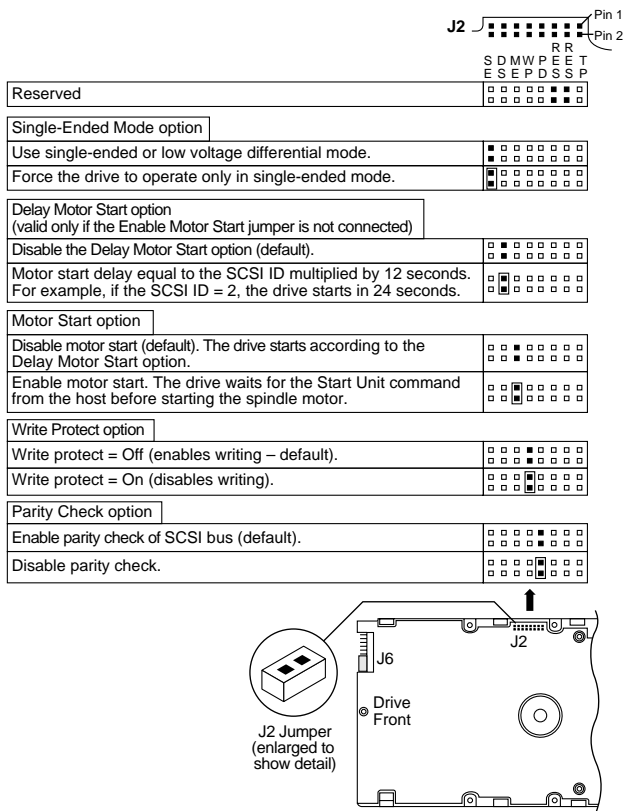 J2
Pin 1
Pin 2
R R
S D M W P E E T
E S E P D S S P
Reserved
Single-Ended Mode option
Use single-ended or low voltage differential mode.
Force the drive to operate only in single-ended mode.
Delay Motor Start option
(valid only if the Enable Motor Start jumper is not connected)
Disable the Delay Motor Start option (default).
Motor start delay equal to the SCSI ID multiplied by 12 seconds.
For example, if the SCSI ID = 2, the drive starts in 24 seconds.
Motor Start option
Disable motor start (default). The drive starts according to the
Delay Motor Start option.
Enable motor start. The drive waits for the Start Unit command
from the host before starting the spindle motor.
Write Protect option
Write protect = Off (enables writing – default).
Write protect = On (disables writing).
Parity Check option
Enable parity check of SCSI bus (default).
Disable parity check.
J2
J6
Drive
Front
J2 Jumper
(enlarged to
show detail)